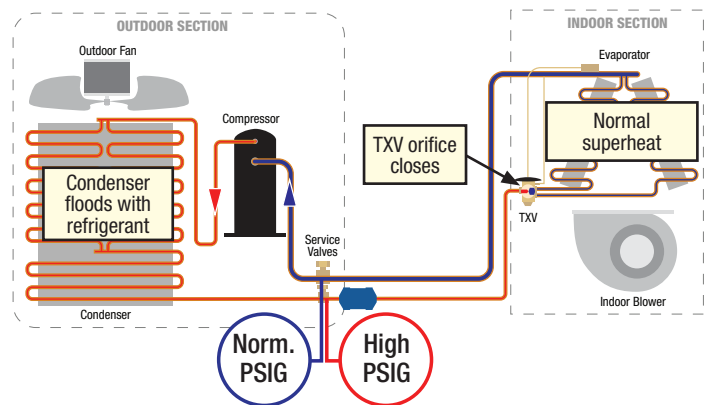 OUTDOOR SECTION
INDOOR SECTION
Outdoor Fan
Evaporator
Compressor
Normal
superheat
TXV orifice
closes
Condenser
floods with
refrigerant
TXV
Service
Valves
Condenser
Indoor Blower
Norm.
PSIG
High
PSIG